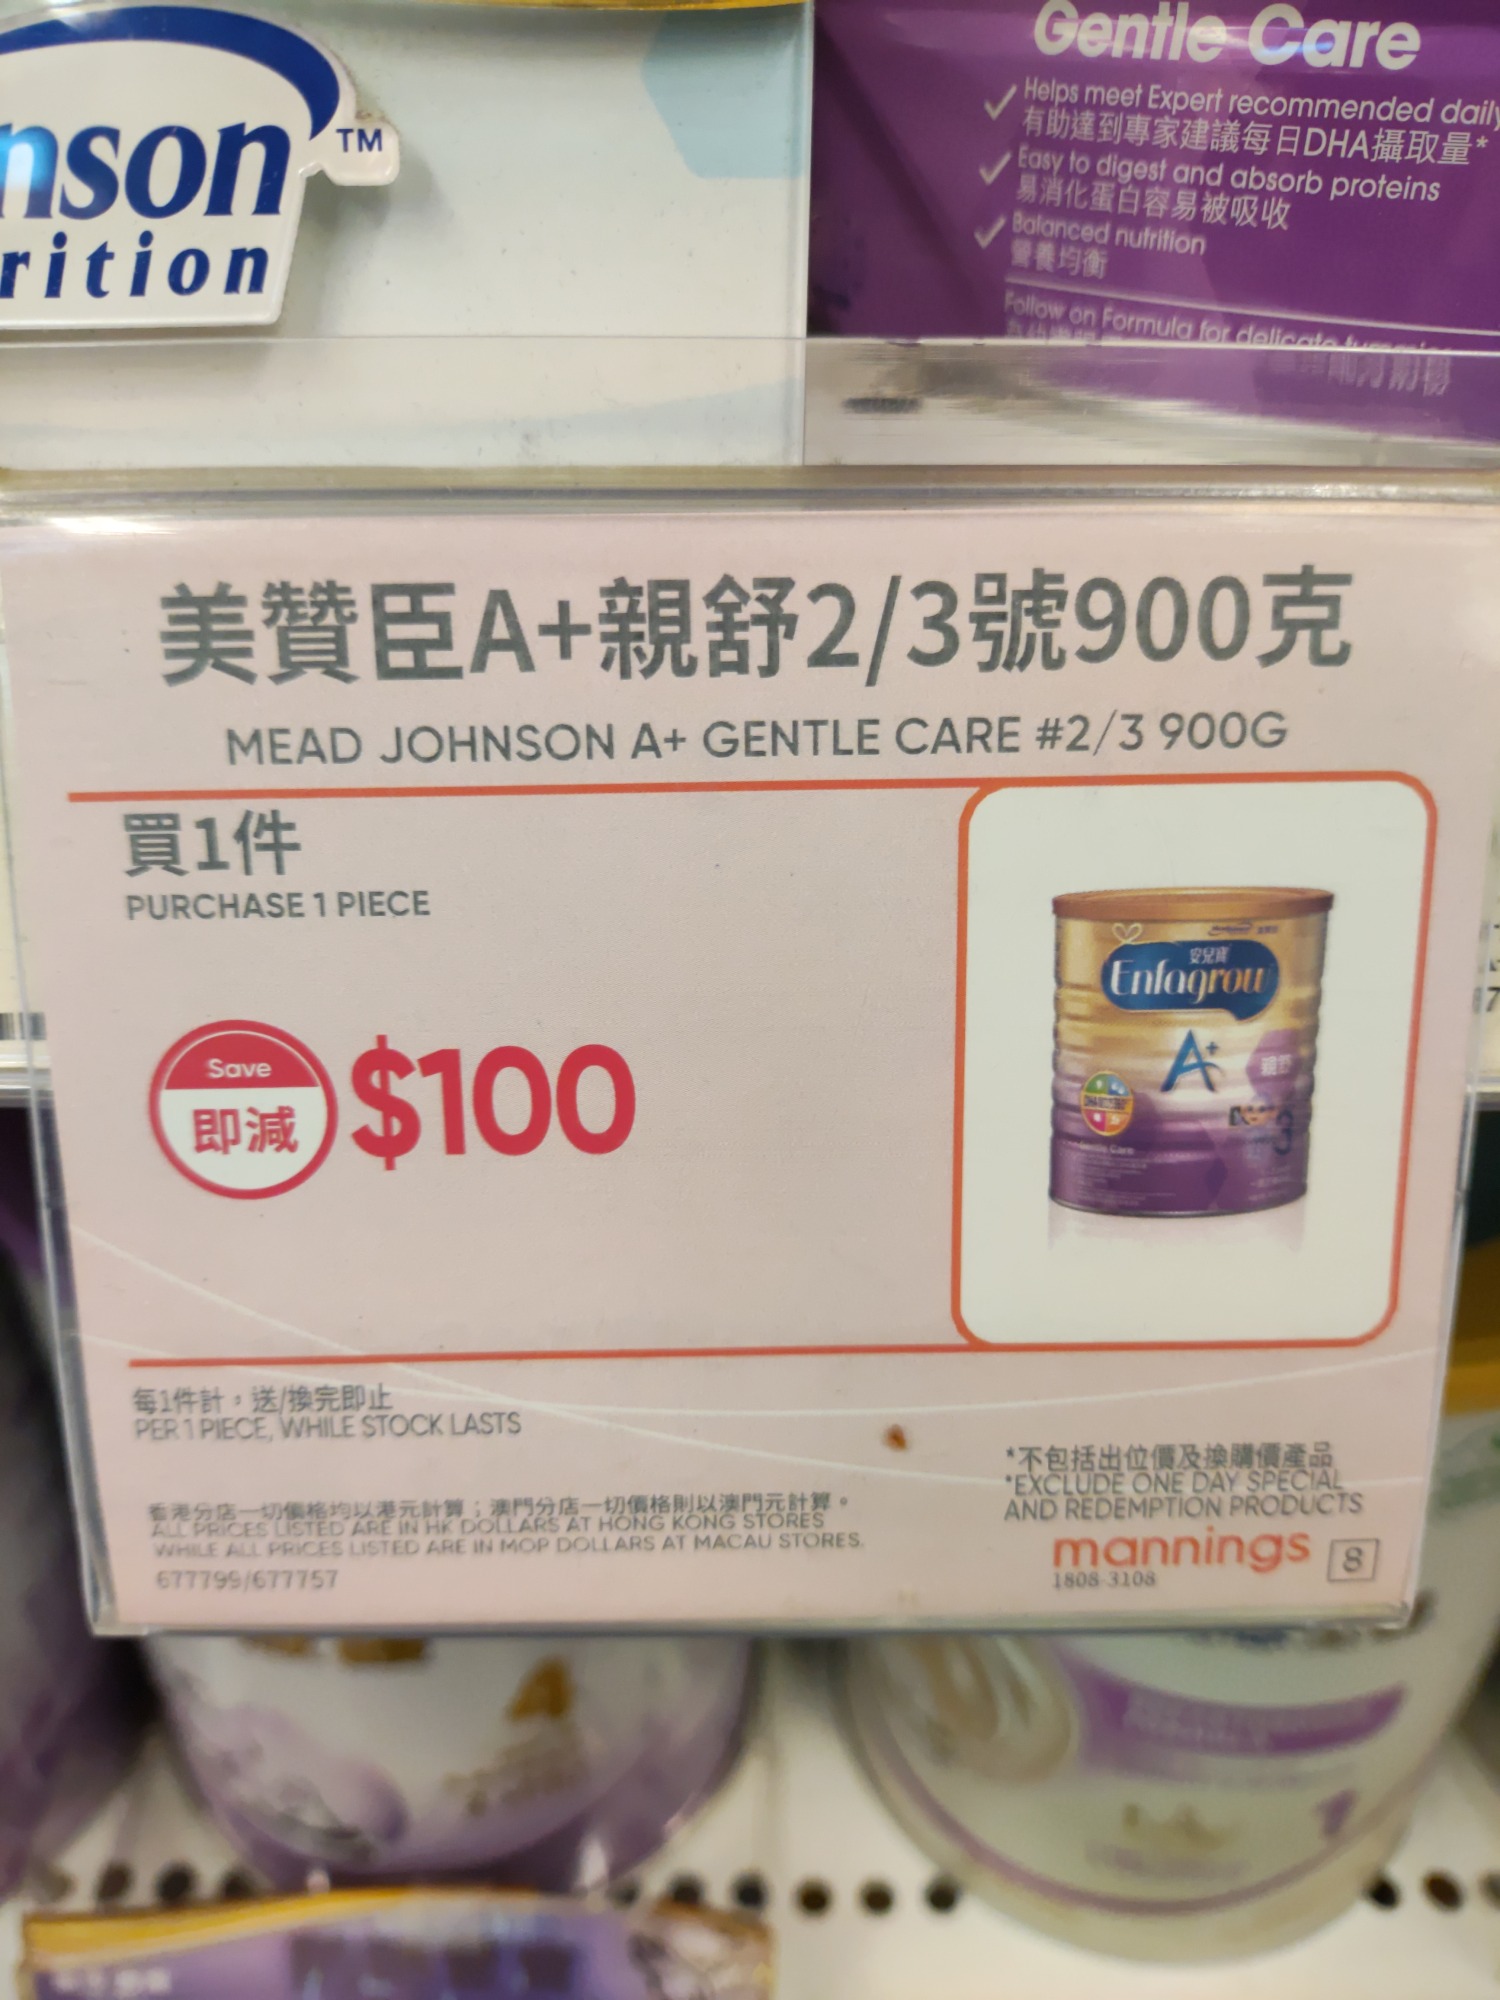 nson™
rition
Gentle Care
Helps meet Expert recommended daily
有助達到專家建議每日DHA攝取量*
Easy to digest and absorb proteins
易消化蛋白容易被吸收
Balanced nutrition
營養均衡
Follow on Formula for delicate
美贊臣A+親舒2/3號900克
MEAD JOHNSON A+ GENTLE CARE #2/3 900G
買1件
PURCHASE 1 PIECE
Save
即減
$100
安兒寶
Enfagrow
A+
親舒
3
Gentle Care
每1件計，送/換完即止
PER 1 PIECE, WHILE STOCK LASTS
*不包括出位價及換購價產品
*EXCLUDE ONE DAY SPECIAL
AND REDEMPTION PRODUCTS
香港分店一切價格均以港元計算；澳門分店一切價格則以澳門元計算。
ALL PRICES LISTED ARE IN HK DOLLARS AT HONG KONG STORES
WHILE ALL PRICES LISTED ARE IN MOP DOLLARS AT MACAU STORES.
677799/677757
mannings
8
1808-3108